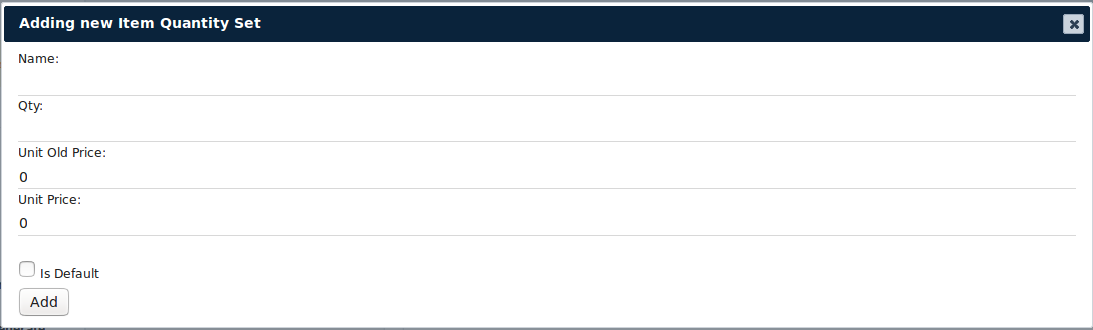 Adding new Item Quantity Set
Name:
Qty:
Unit Old Price:
0
Unit Price:
0
Is Default
Add